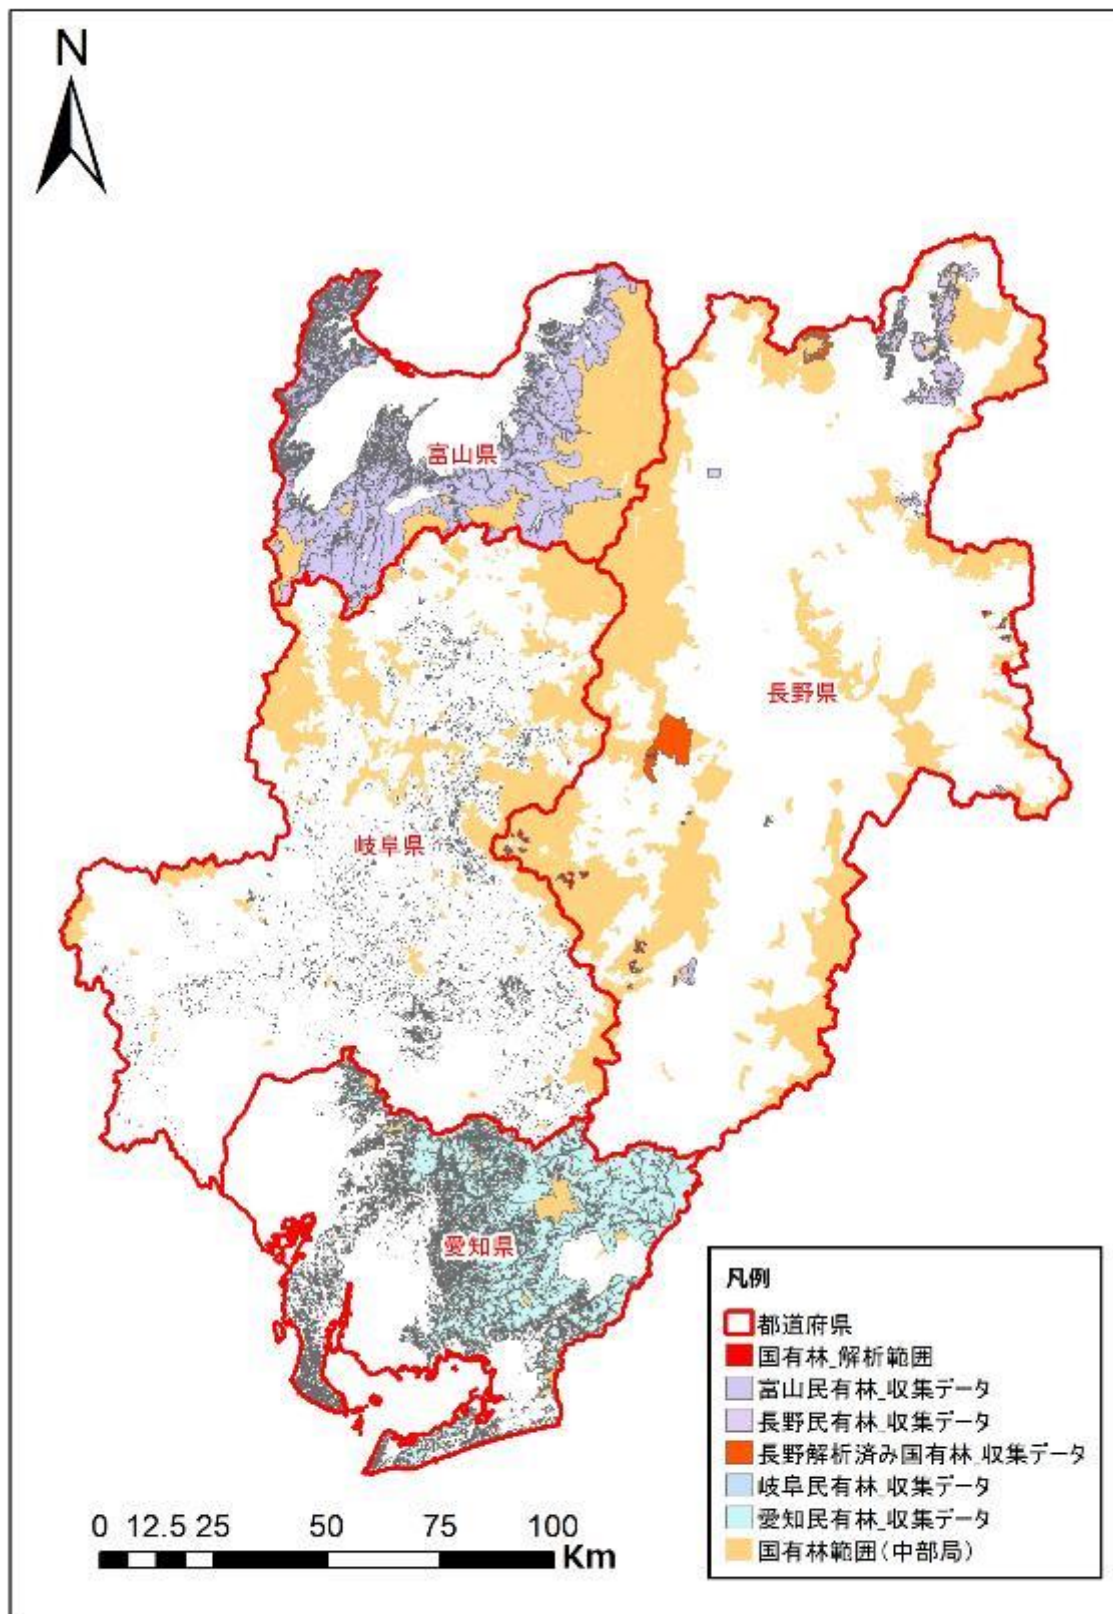 N
富山県
長野県
岐阜県
愛知県
凡例
都道府県
国有林_解析範囲
富山民有林_収集データ
長野民有林_収集データ
長野解析済み国有林_収集データ
岐阜民有林_収集データ
愛知民有林_収集データ
国有林範囲(中部局)
0 12.5 25 50 75 100
Km